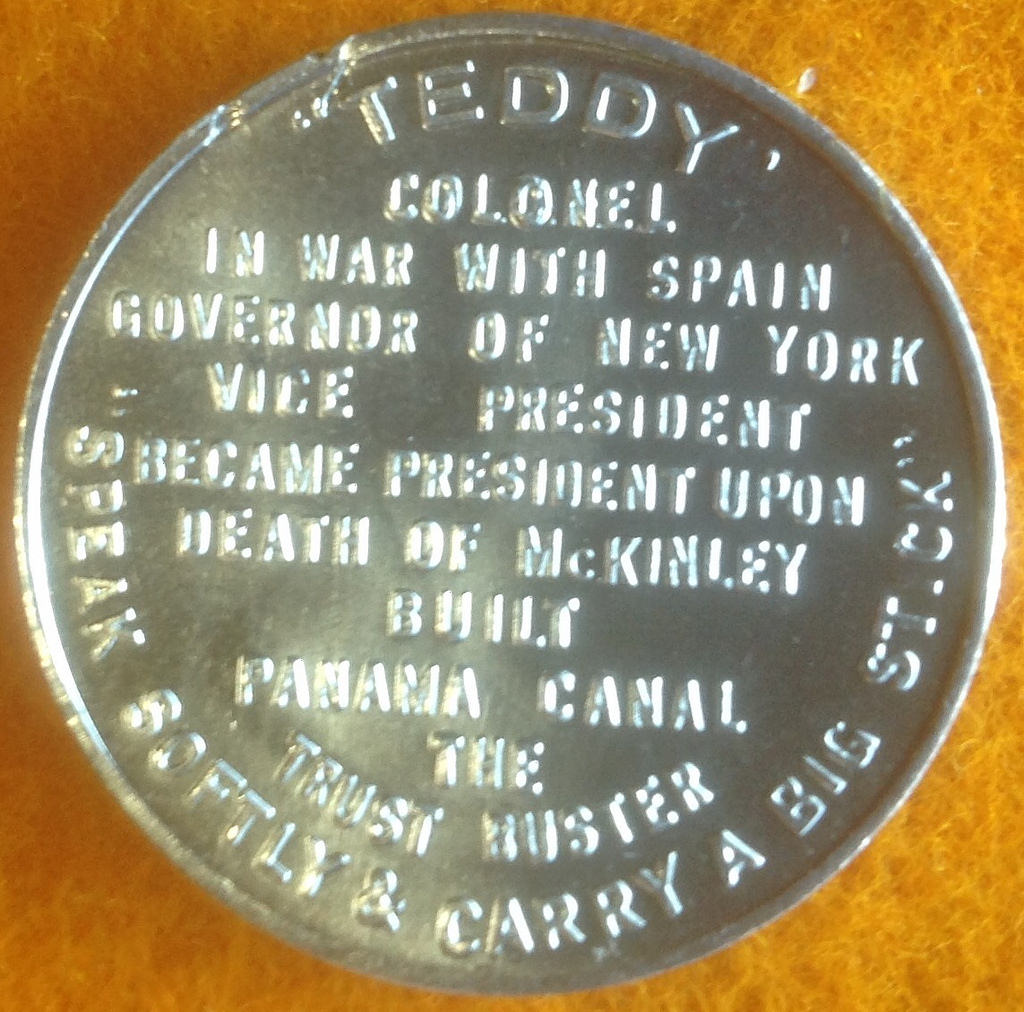 "TEDDY"
COLONEL
IN WAR WITH SPAIN
GOVERNOR OF NEW YORK
VICE PRESIDENT
BECAME PRESIDENT UPON
DEATH OF McKINLEY
BUILT
PANAMA CANAL
THE
TRUST BUSTER
"SPEAK SOFTLY & CARRY A BIG STICK"